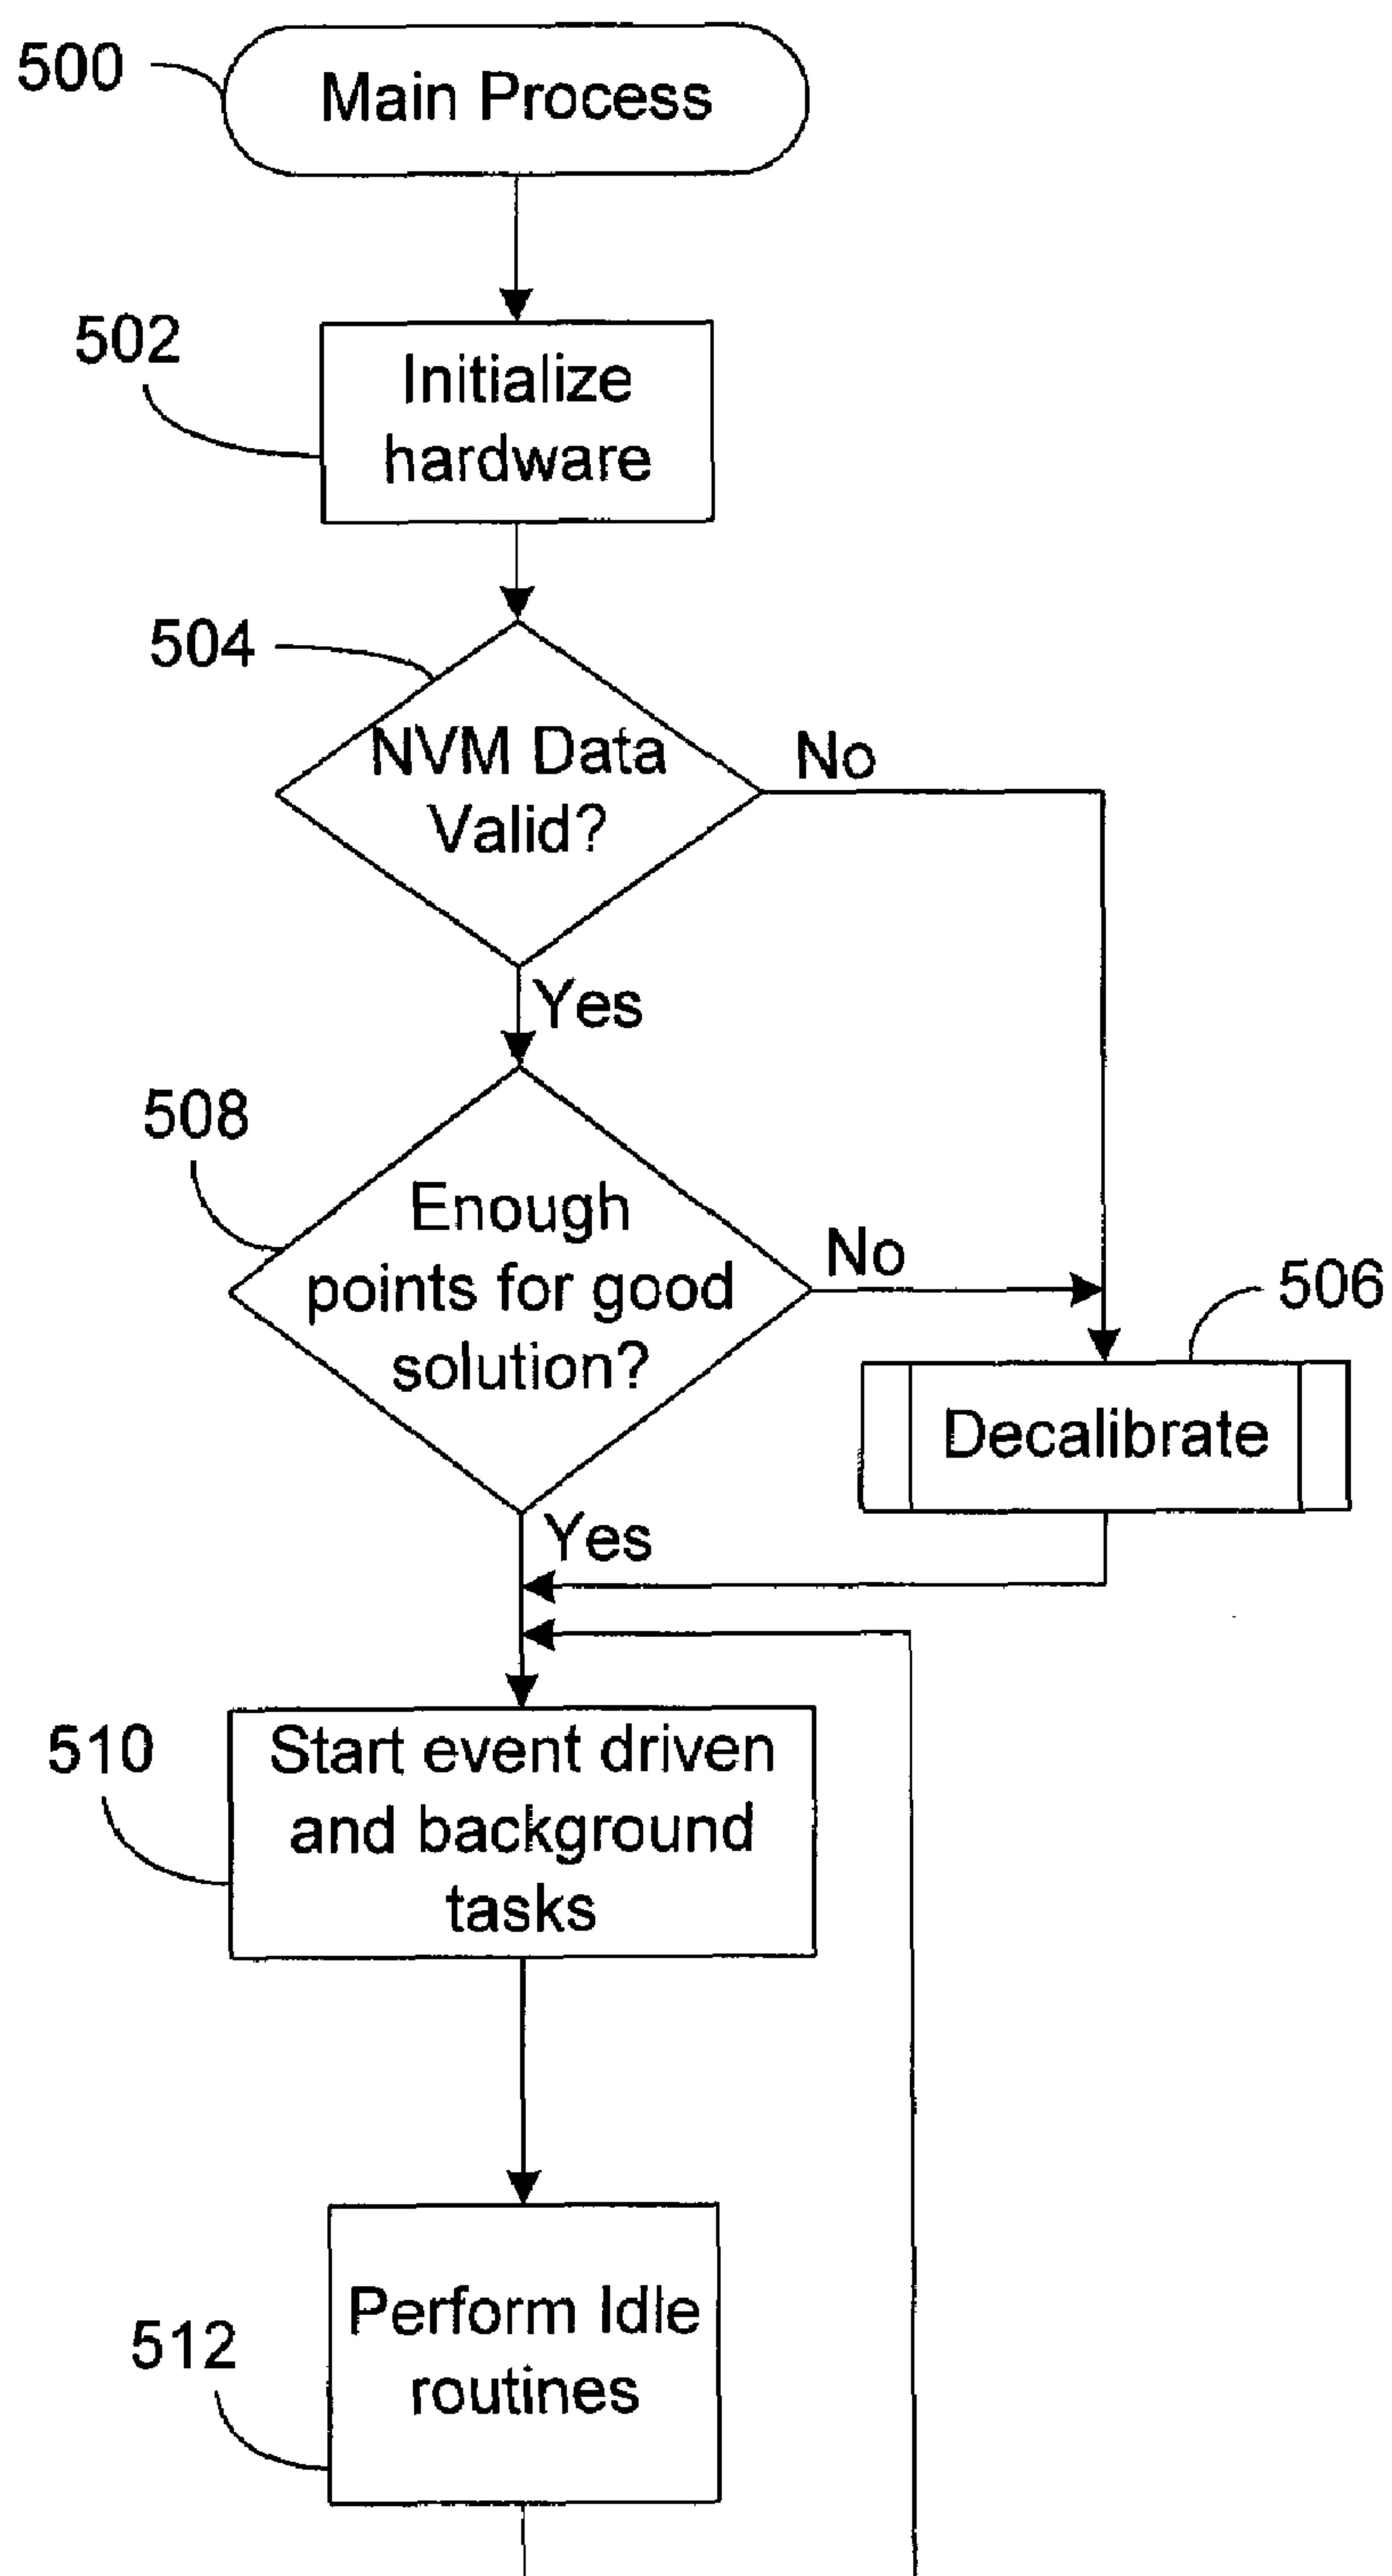 500
Main Process
502
Initialize
hardware
504
NVM Data
Valid?
No
Yes
508
Enough
points for good
solution?
No
506
Decalibrate
Yes
510
Start event driven
and background
tasks
512
Perform Idle
routines